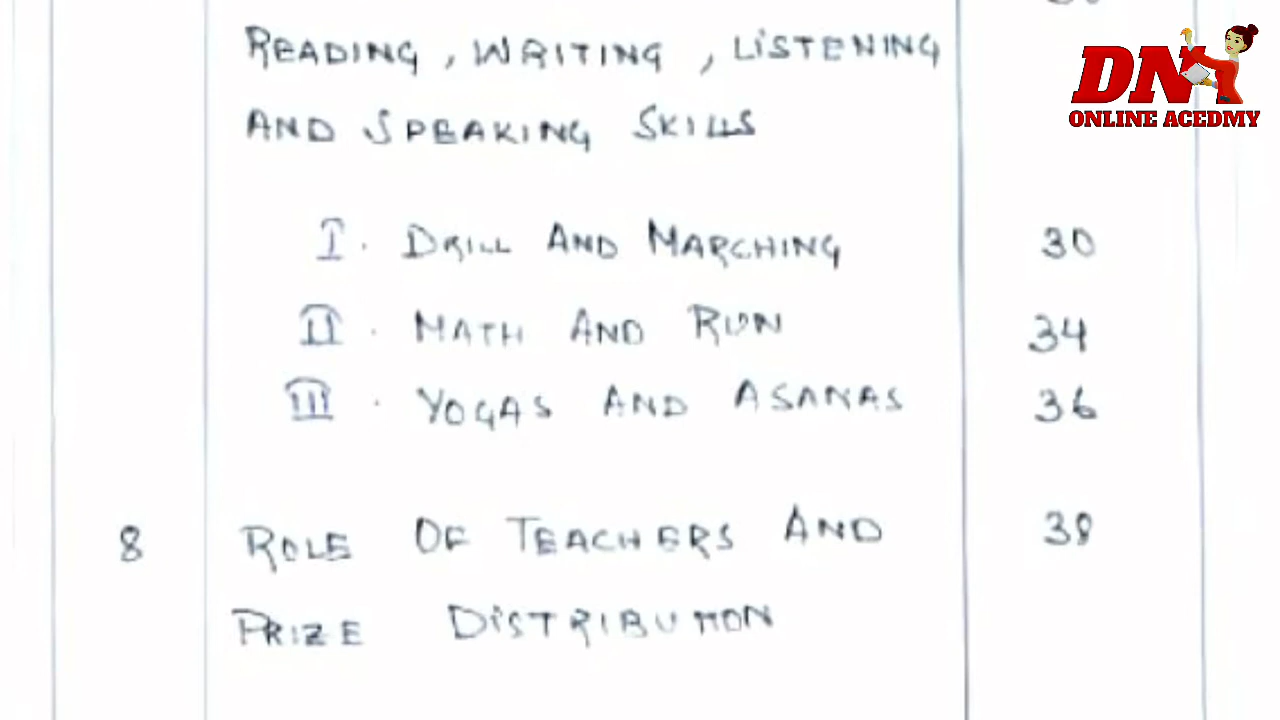 READING, WRITING, LISTENING
AND SPEAKING SKILLS
I. DRILL AND MARCHING 30
II. MATH AND RUN 34
III. YOGAS AND ASANAS 36
8 ROLE OF TEACHERS AND 38
PRIZE DISTRIBUTION
DNY
ONLINE ACEDMY